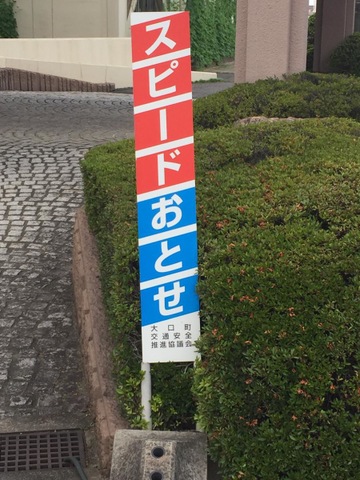 スピードおとせ
大口町
交通安全
推進協議会